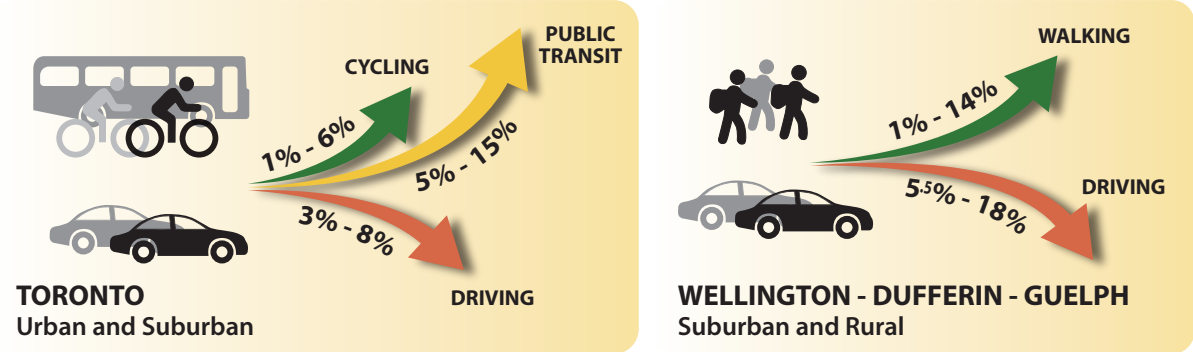 PUBLIC
TRANSIT
CYCLING
1% - 6%
5% - 15%
3% - 8%
DRIVING
TORONTO
Urban and Suburban
WALKING
1% - 14%
DRIVING
5.5% - 18%
WELLINGTON - DUFFERIN - GUELPH
Suburban and Rural